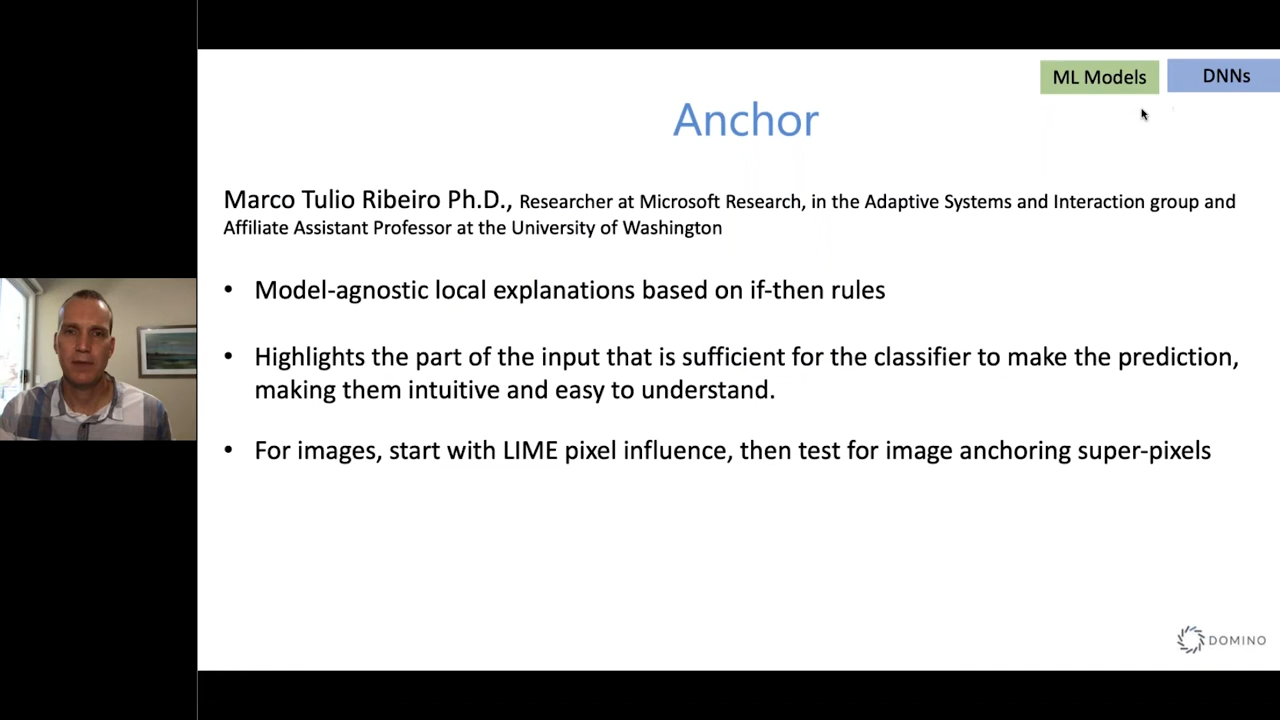 ML Models
DNNs
Anchor
Marco Tulio Ribeiro Ph.D., Researcher at Microsoft Research, in the Adaptive Systems and Interaction group and
Affiliate Assistant Professor at the University of Washington
• Model-agnostic local explanations based on if-then rules
• Highlights the part of the input that is sufficient for the classifier to make the prediction,
making them intuitive and easy to understand.
• For images, start with LIME pixel influence, then test for image anchoring super-pixels
DOMINO